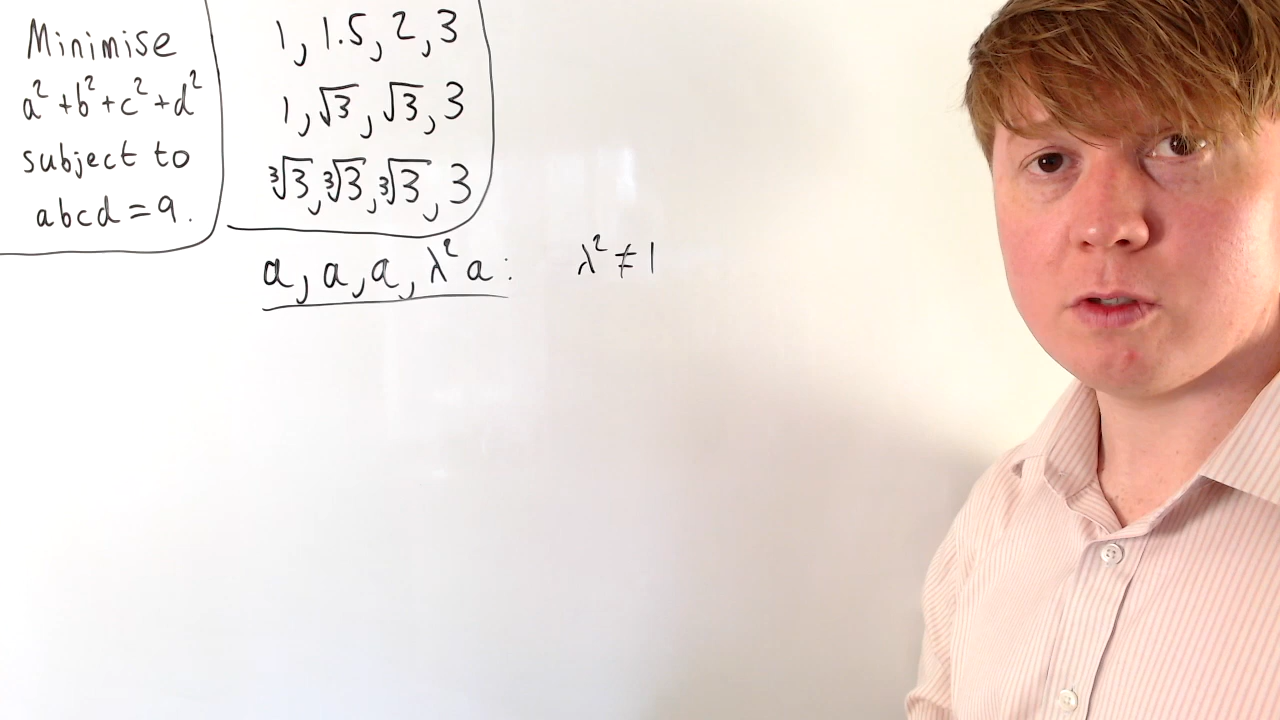 Minimise
a² + b² + c² + d²
subject to
abcd = 9.
1, 1.5, 2, 3
1, √3, √3, 3
∛3, ∛3, ∛3, 3
a, a, a, λ²a : λ² ≠ 1